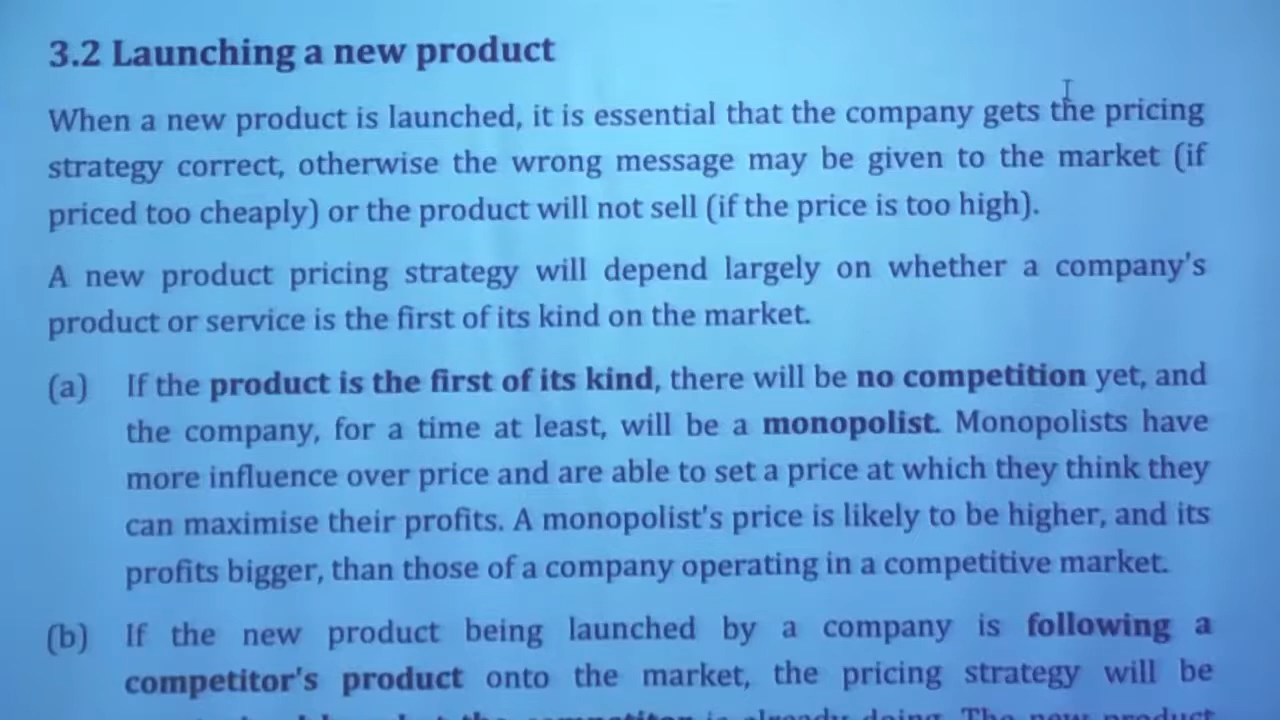 3.2 Launching a new product
When a new product is launched, it is essential that the company gets the pricing
strategy correct, otherwise the wrong message may be given to the market (if
priced too cheaply) or the product will not sell (if the price is too high).
A new product pricing strategy will depend largely on whether a company's
product or service is the first of its kind on the market.
(a) If the product is the first of its kind, there will be no competition yet, and
the company, for a time at least, will be a monopolist. Monopolists have
more influence over price and are able to set a price at which they think they
can maximise their profits. A monopolist's price is likely to be higher, and its
profits bigger, than those of a company operating in a competitive market.
(b) If the new product being launched by a company is following a
competitor's product onto the market, the pricing strategy will be
is already doing. The new product